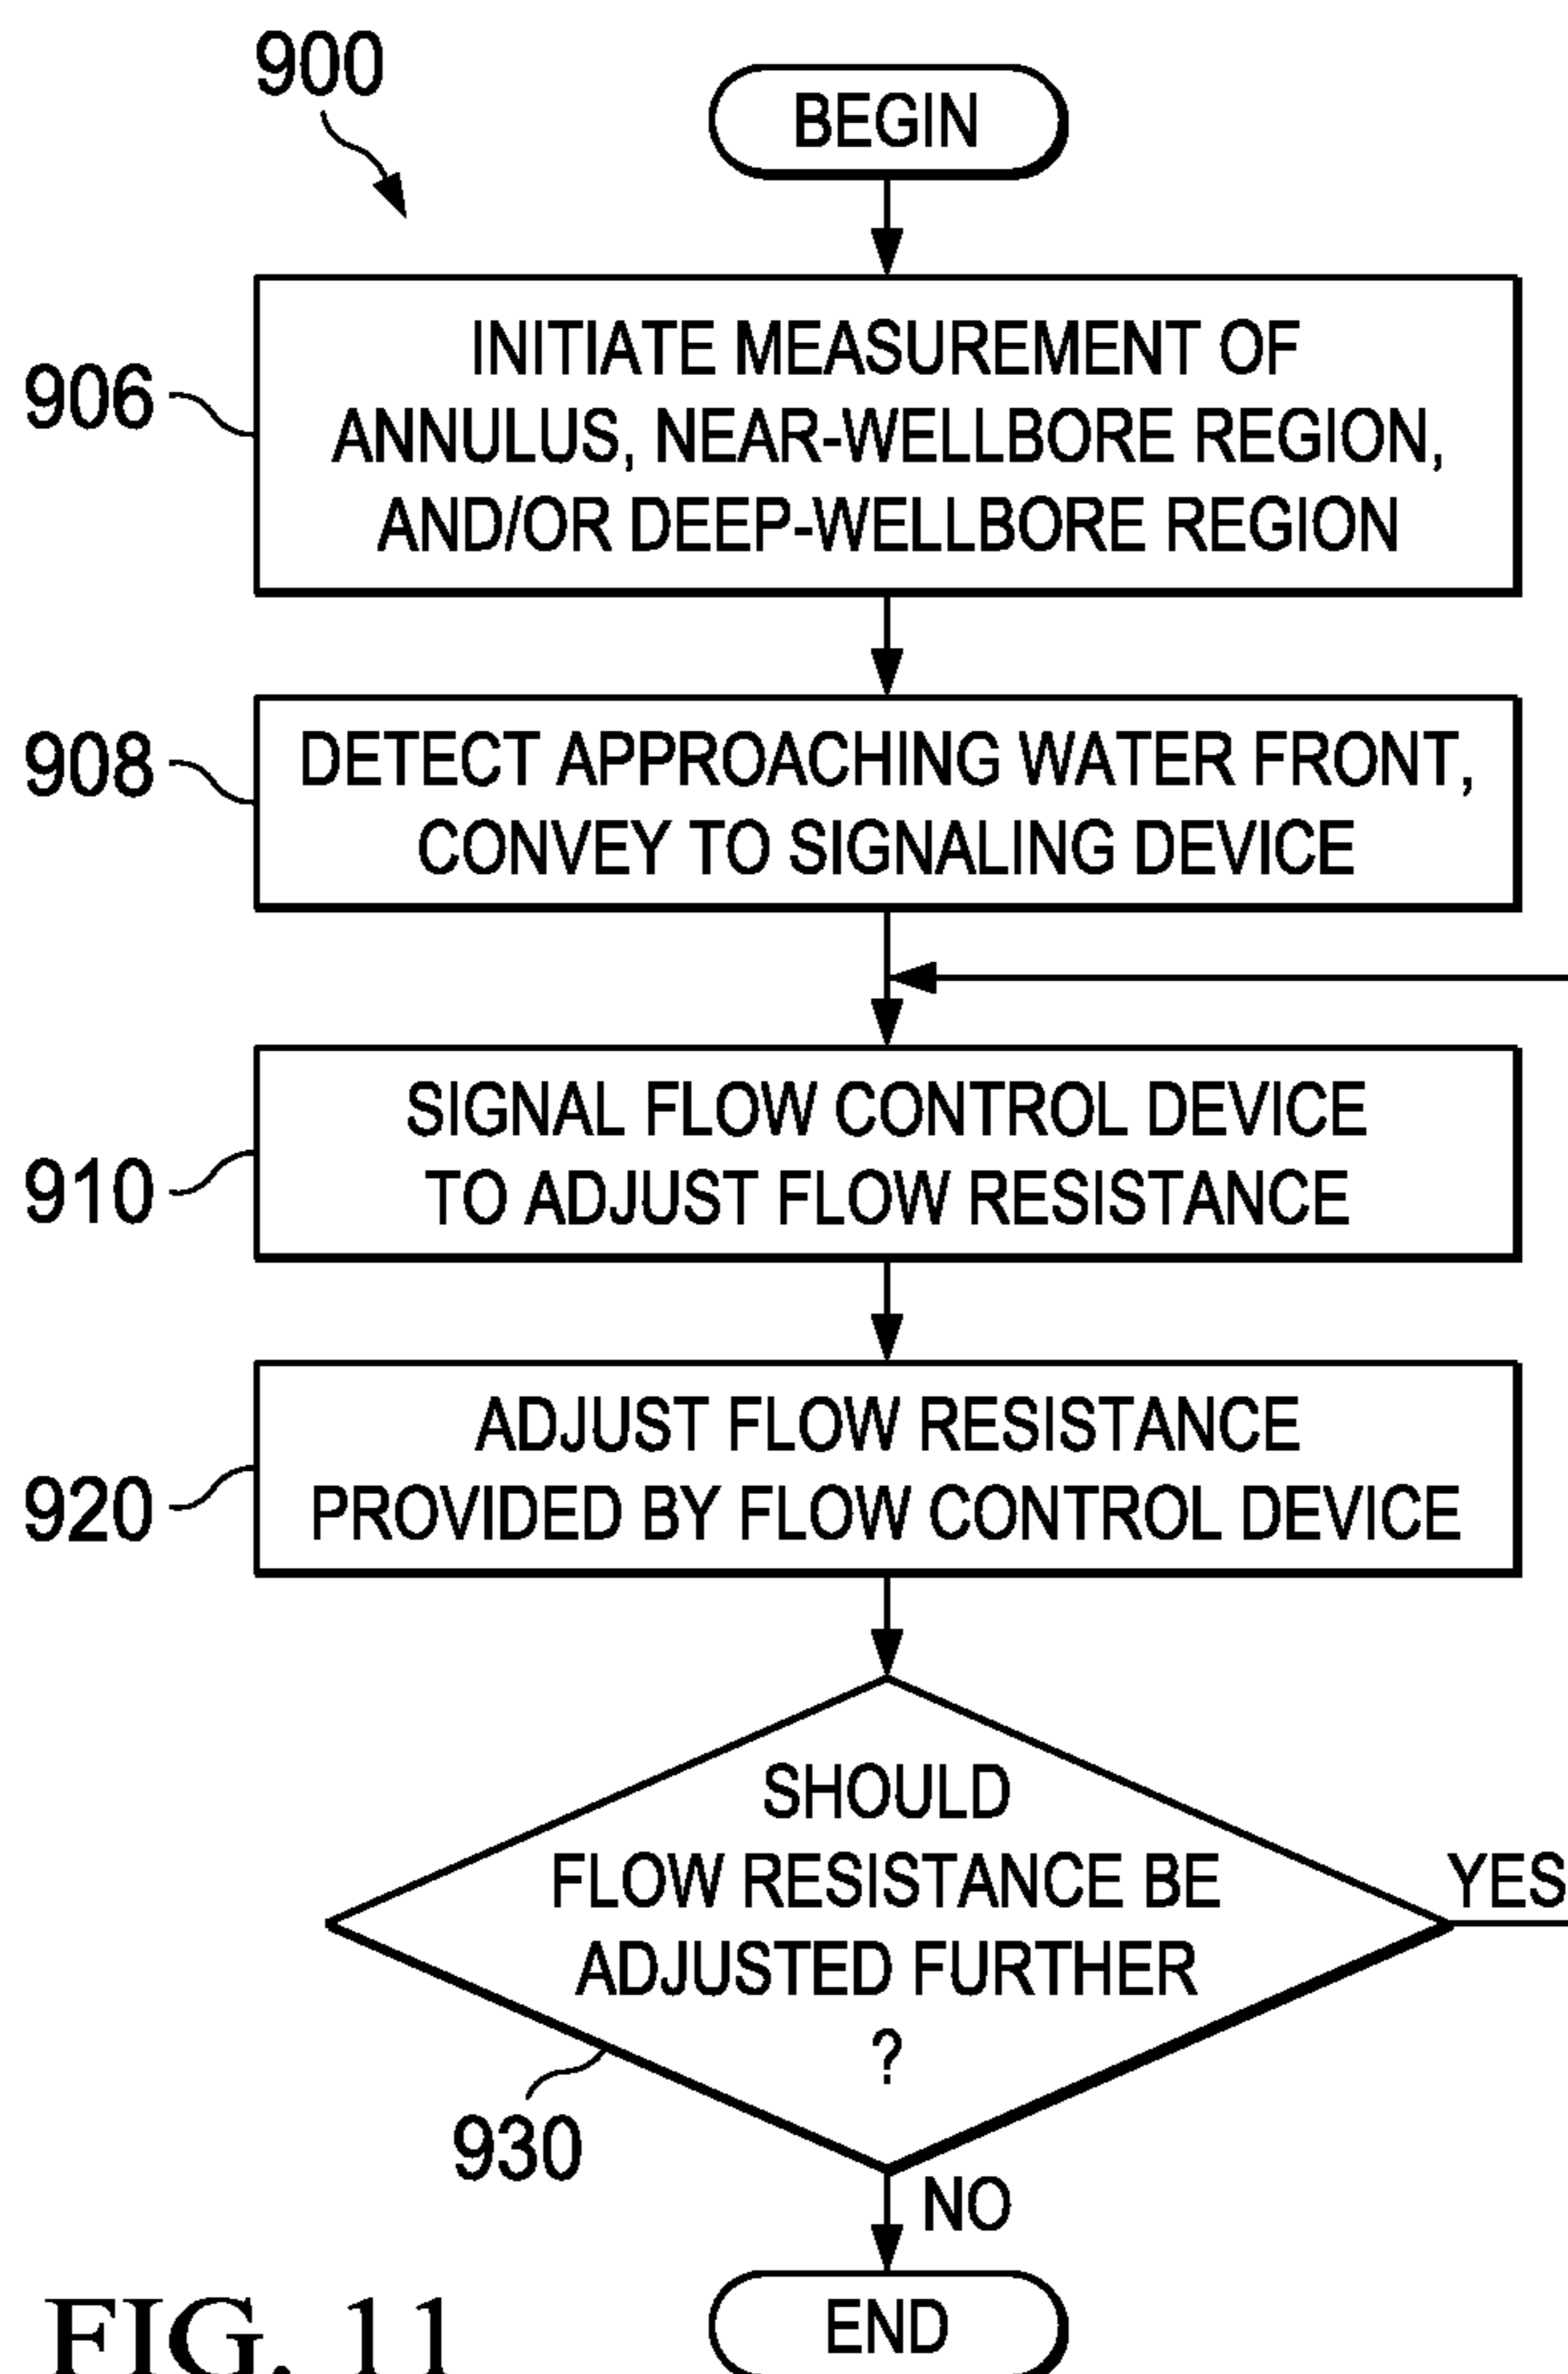 900
BEGIN
906
INITIATE MEASUREMENT OF
ANNULUS, NEAR-WELLBORE REGION,
AND/OR DEEP-WELLBORE REGION
908
DETECT APPROACHING WATER FRONT,
CONVEY TO SIGNALING DEVICE
910
SIGNAL FLOW CONTROL DEVICE
TO ADJUST FLOW RESISTANCE
920
ADJUST FLOW RESISTANCE
PROVIDED BY FLOW CONTROL DEVICE
SHOULD
FLOW RESISTANCE BE
ADJUSTED FURTHER
?
YES
930
NO
END
FIG. 11